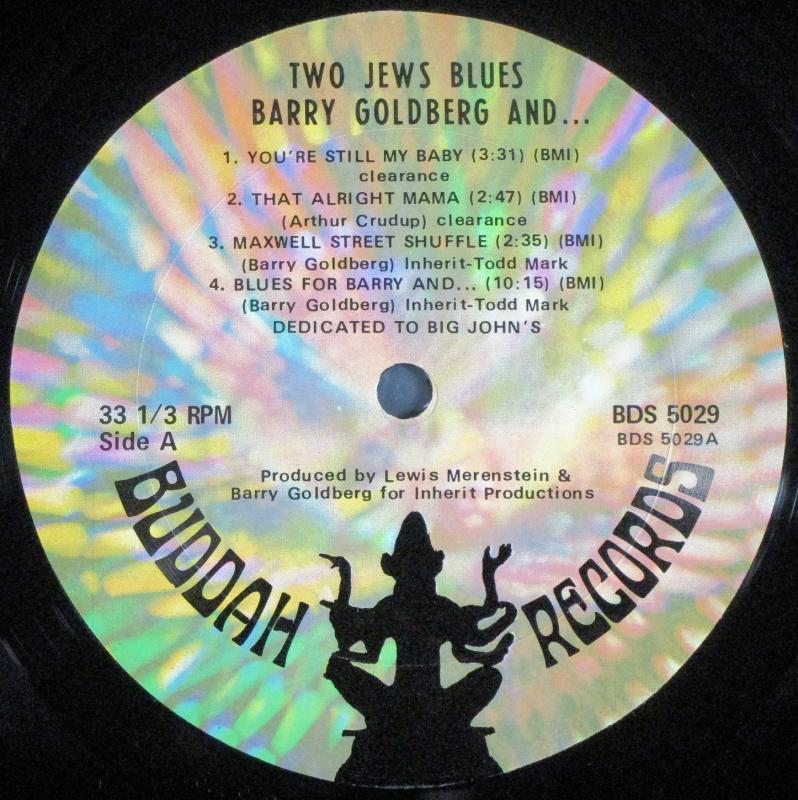 TWO JEWS BLUES
BARRY GOLDBERG AND...
1. YOU'RE STILL MY BABY (3:31) (BMI)
clearance
2. THAT ALRIGHT MAMA (2:47) (BMI)
(Arthur Crudup) clearance
3. MAXWELL STREET SHUFFLE (2:35) (BMI)
(Barry Goldberg) Inherit-Todd Mark
4. BLUES FOR BARRY AND... (10:15) (BMI)
(Barry Goldberg) Inherit-Todd Mark
DEDICATED TO BIG JOHN'S
33 1/3 RPM
Side A
BDS 5029
BDS 5029A
Produced by Lewis Merenstein &
Barry Goldberg for Inherit Productions
BUDDAH RECORDS